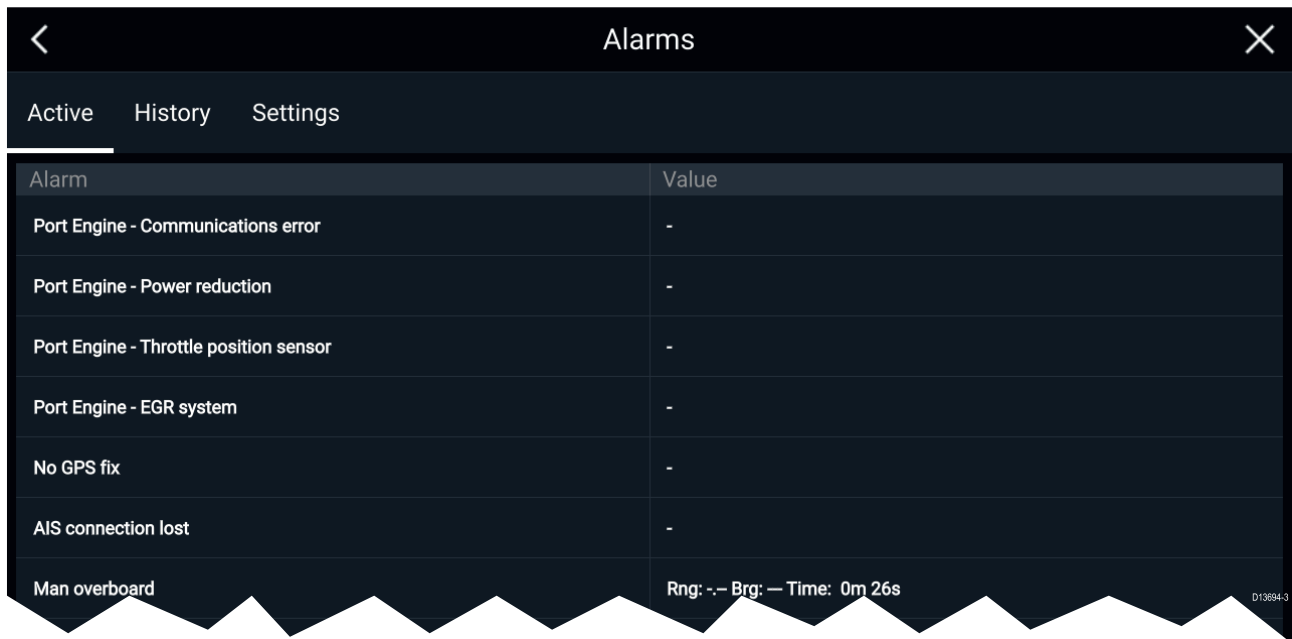 Alarms
Active History Settings
Alarm Value
Port Engine - Communications error -
Port Engine - Power reduction -
Port Engine - Throttle position sensor -
Port Engine - EGR system -
No GPS fix -
AIS connection lost -
Man overboard Rng: -.-- Brg: --- Time: 0m 26s
D13694-3